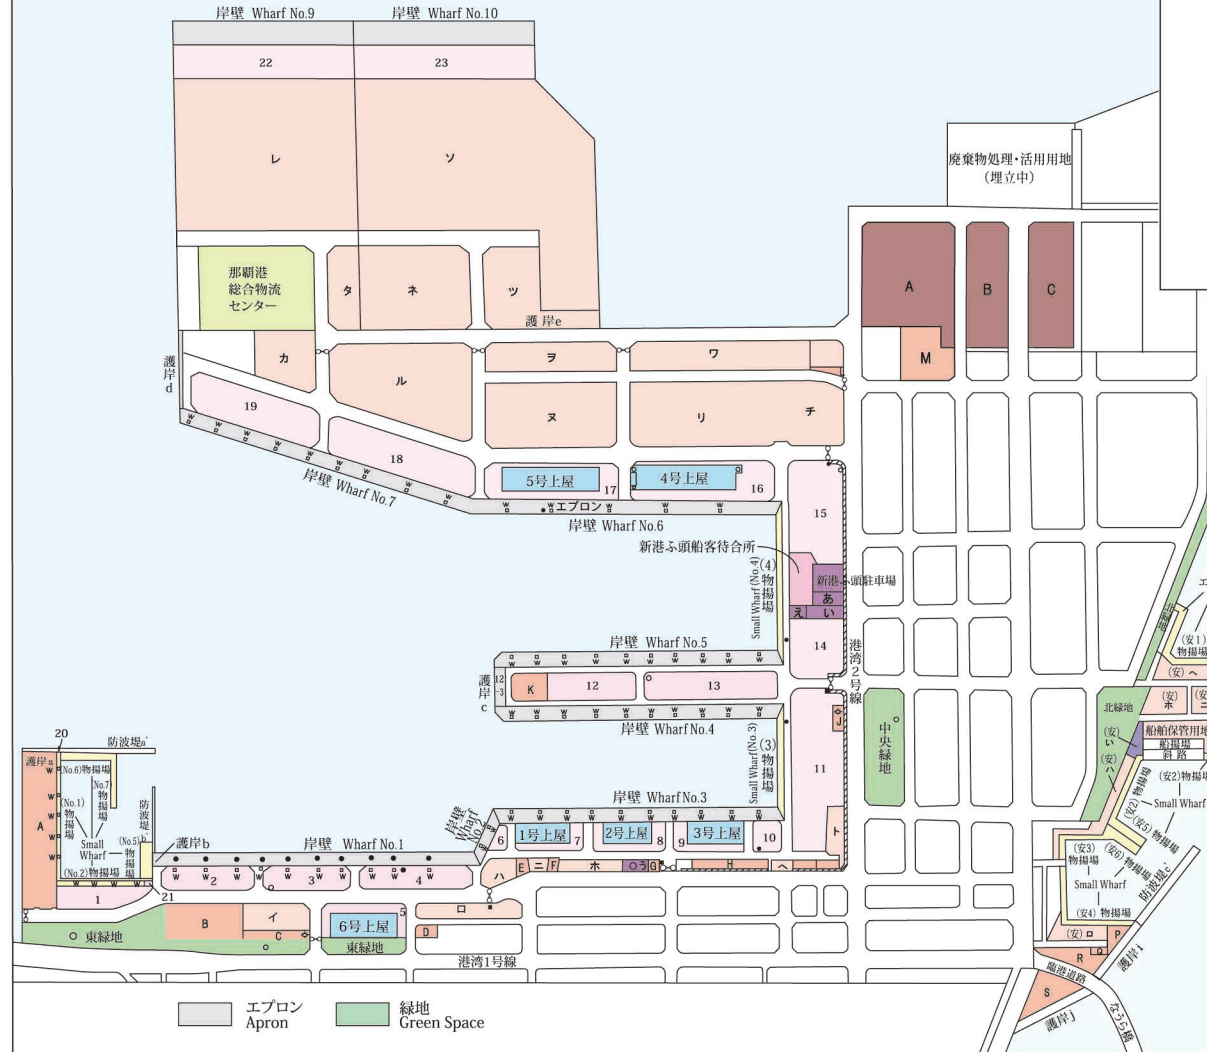 岸壁 Wharf No.9
岸壁 Wharf No.10
22
23
レ
ソ
廃棄物処理・活用用地
（埋立中）
那覇港
総合物流
センター
タ
ネ
ツ
護岸e
A
B
C
M
護岸d
カ
ル
ヲ
ワ
ヌ
リ
チ
19
18
岸壁 Wharf No.7
5号上屋
17
4号上屋
16
エプロン
岸壁 Wharf No.6
15
新港ふ頭船客待合所
新港ふ頭駐車場
あ
え
い
Small Wharf (No.4)
(4)物揚場
14
港湾2号線
岸壁 Wharf No.5
護岸c
12
-3
K
12
13
岸壁 Wharf No.4
Small Wharf (No.3)
(3)物揚場
J
11
ト
中央緑地
(安1)
物揚場
(安)ヘ
(安)
ホ
(安)
ニ
北緑地
(安)
い
(安)ハ
船舶保管用地
船揚場
斜路
(安2)物揚場
Small Wharf
(安2)物揚場
(安5)物揚場
(安6)物揚場
(安3)
物揚場
Small Wharf
(安4)物揚場
防波堤c'
(安)ロ
P
Q
R
護岸i
臨港道路
S
護岸j
なうら橋
20
防波堤a'
護岸a
(No.6)物揚場
(No.7)
物揚場
(No.1)
物揚場
A
Small
Wharf
(No.5)
物揚場
(No.2)物揚場
防波堤b'
護岸b
岸壁 Wharf No.1
岸壁
Wharf
No.2
岸壁 Wharf No.3
6
1号上屋
7
2号上屋
8
9
3号上屋
10
1
21
2
3
4
ハ
E
ニ
F
ホ
う
G
H
ヘ
B
イ
C
5
6号上屋
ロ
D
東緑地
東緑地
港湾1号線
エプロン
Apron
緑地
Green Space